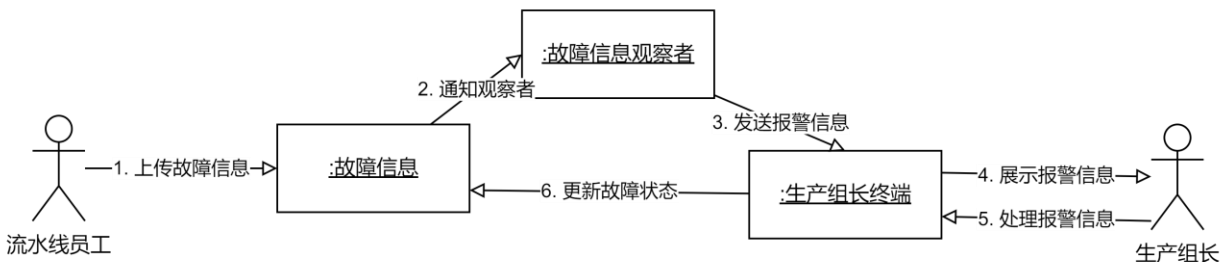 :故障信息观察者
2. 通知观察者
3. 发送报警信息
1. 上传故障信息
:故障信息
4. 展示报警信息
6. 更新故障状态
:生产组长终端
5. 处理报警信息
流水线员工
生产组长